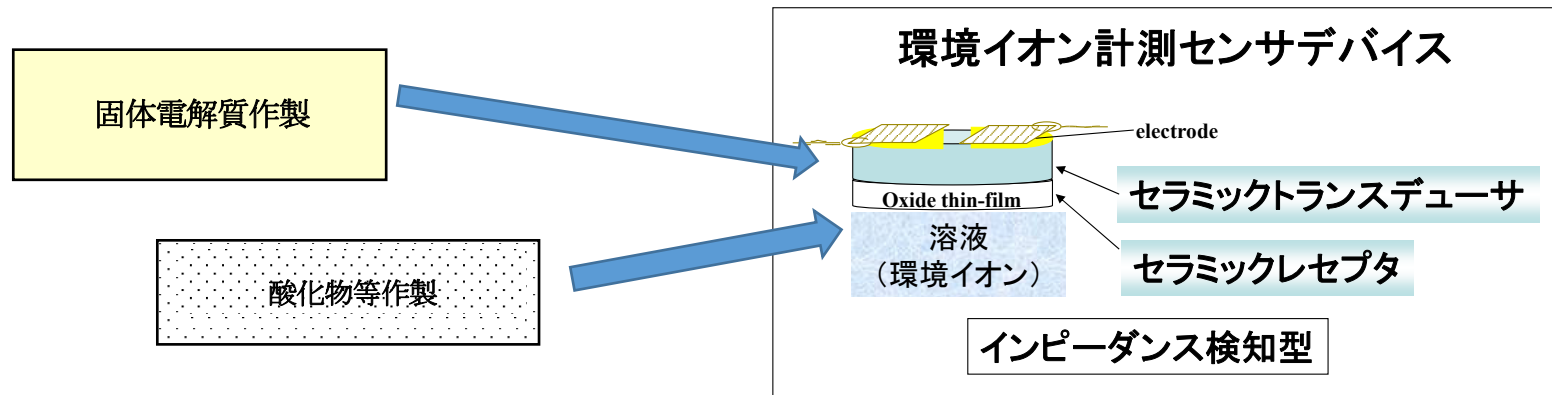 環境イオン計測センサデバイス
固体電解質作製
electrode
セラミックトランスデューサ
Oxide thin-film
溶液
（環境イオン）
セラミックレセプタ
酸化物等作製
インピーダンス検知型